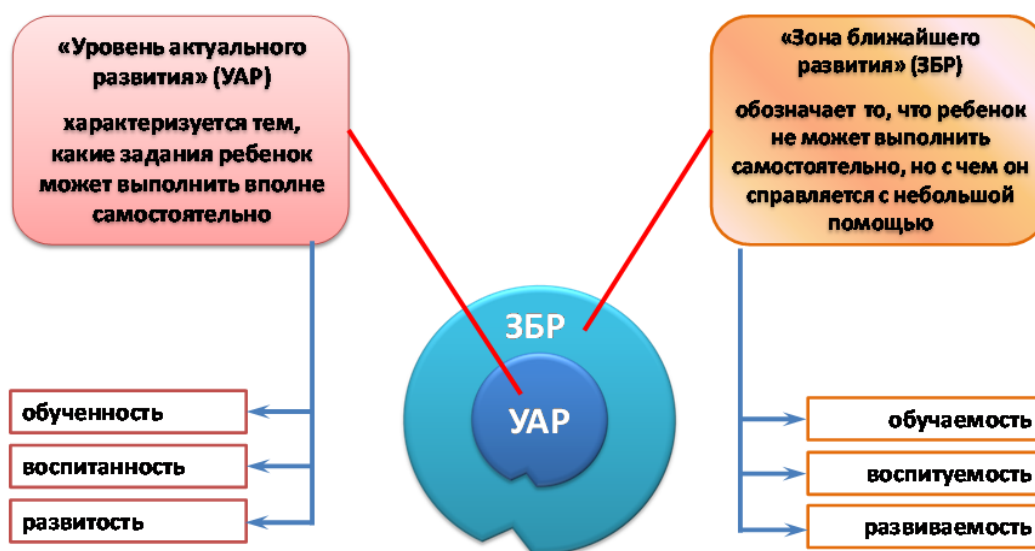 «Уровень актуального
развития» (УАР)
характеризуется тем,
какие задания ребенок
может выполнить вполне
самостоятельно
«Зона ближайшего
развития» (ЗБР)
обозначает то, что ребенок
не может выполнить
самостоятельно, но с чем он
справляется с небольшой
помощью
ЗБР
УАР
обученность
воспитанность
развитость
обучаемость
воспитуемость
развиваемость